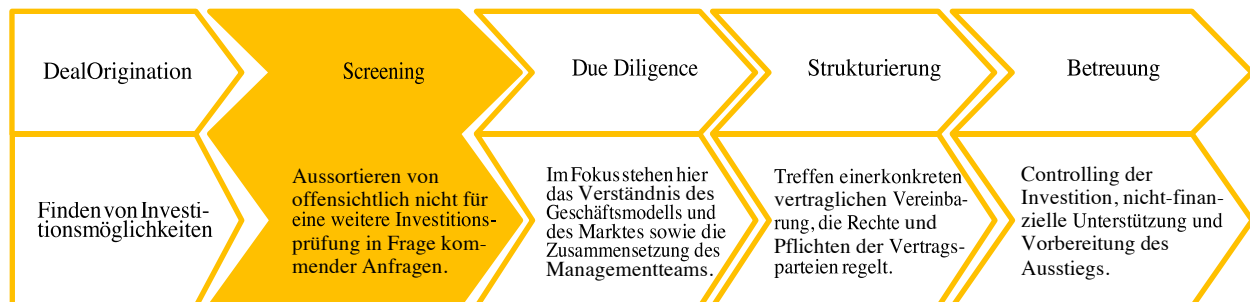 DealOrigination
Screening
Due Diligence
Strukturierung
Betreuung
Finden von Investi-
tionsmöglichkeiten
Aussortieren von
offensichtlich nicht für
eine weitere Investitions-
prüfung in Frage kom-
mender Anfragen.
Im Fokus stehen hier
das Verständnis des
Geschäftsmodells und
des Marktes sowie die
Zusammensetzung des
Managementteams.
Treffen einerkonkreten
vertraglichen Vereinba-
rung, die Rechte und
Pflichten der Vertrags-
parteien regelt.
Controlling der
Investition, nicht-finan-
zielle Unterstützung und
Vorbereitung des
Ausstiegs.